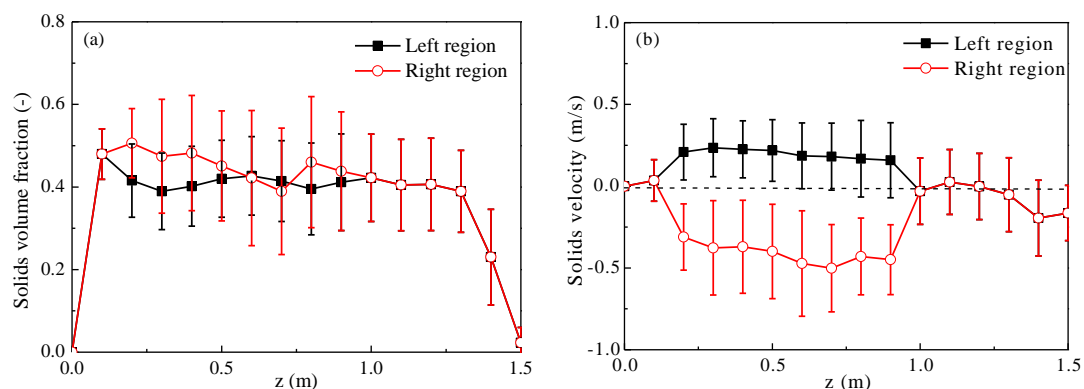 (a)
Left region
Right region
Solids volume fraction (-)
0.8
0.6
0.4
0.2
0.0
0.0 0.5 1.0 1.5
z (m)
(b)
Left region
Right region
Solids velocity (m/s)
1.0
0.5
0.0
-0.5
-1.0
0.0 0.5 1.0 1.5
z (m)